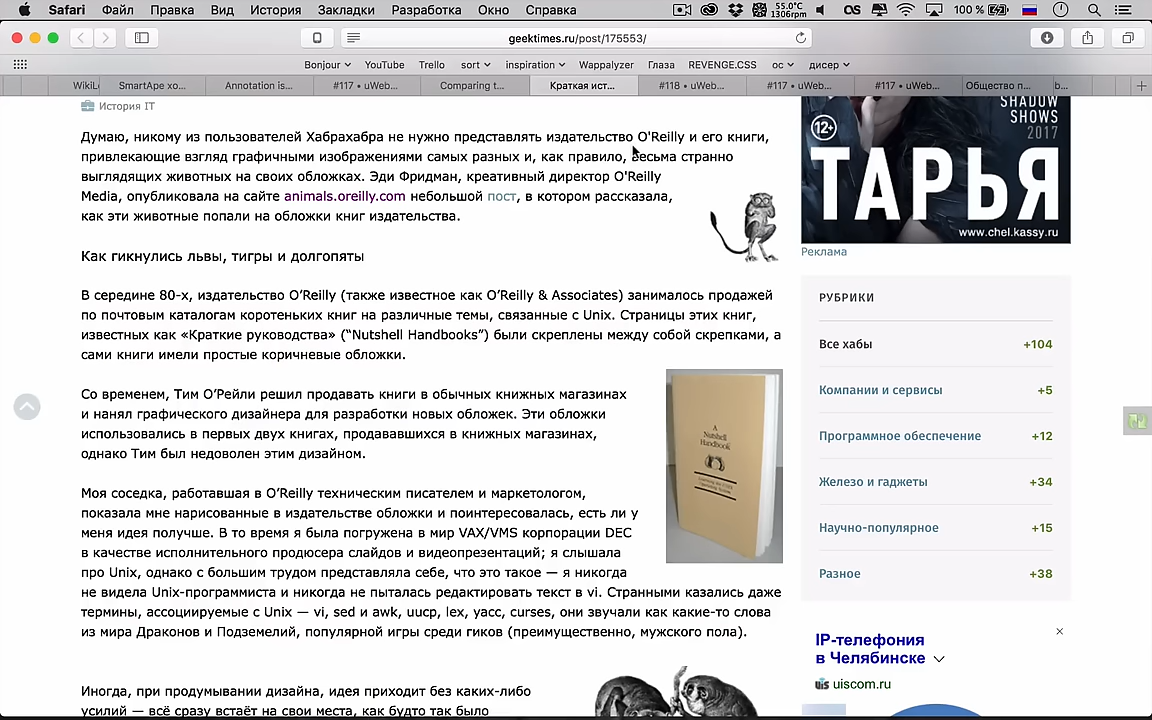 Safari Файл Правка Вид История Закладки Разработка Окно Справка
55.0°C
1306rpm
100 %
geektimes.ru/post/175553/
Bonjour YouTube Trello sort inspiration Wappalyzer Глаза REVENGE.CSS ос дисер
WikiL SmartApe хо... Annotation is... #117 • uWeb... Comparing t... Краткая ист... #118 • uWeb... #117 • uWeb... #117 • uWeb... Общество п... b...
История IT
Думаю, никому из пользователей Хабрахабра не нужно представлять издательство O'Reilly и его книги,
привлекающие взгляд графичными изображениями самых разных и, как правило, весьма странно
выглядящих животных на своих обложках. Эди Фридман, креативный директор O'Reilly
Media, опубликовала на сайте animals.oreilly.com небольшой пост, в котором рассказала,
как эти животные попали на обложки книг издательства.
Как гикнулись львы, тигры и долгопяты
В середине 80-х, издательство O'Reilly (также известное как O'Reilly & Associates) занималось продажей
по почтовым каталогам коротеньких книг на различные темы, связанные с Unix. Страницы этих книг,
известных как «Краткие руководства» (“Nutshell Handbooks”) были скреплены между собой скрепками, а
сами книги имели простые коричневые обложки.
Со временем, Тим О'Рейли решил продавать книги в обычных книжных магазинах
и нанял графического дизайнера для разработки новых обложек. Эти обложки
использовались в первых двух книгах, продававшихся в книжных магазинах,
однако Тим был недоволен этим дизайном.
A
Nutshell
Handbook
Моя соседка, работавшая в O'Reilly техническим писателем и маркетологом,
показала мне нарисованные в издательстве обложки и поинтересовалась, есть ли у
меня идея получше. В то время я была погружена в мир VAX/VMS корпорации DEC
в качестве исполнительного продюсера слайдов и видеопрезентаций; я слышала
про Unix, однако с большим трудом представляла себе, что это такое — я никогда
не видела Unix-программиста и никогда не пыталась редактировать текст в vi. Странными казались даже
термины, ассоциируемые с Unix — vi, sed и awk, uucp, lex, yacc, curses, они звучали как какие-то слова
из мира Драконов и Подземелий, популярной игры среди гиков (преимущественно, мужского пола).
Иногда, при продумывании дизайна, идея приходит без каких-либо
усилий — всё сразу встаёт на свои места, как будто так было
SHADOW
SHOWS
2017
12+
ТАРЬЯ
www.chel.kassy.ru
Реклама
РУБРИКИ
Все хабы +104
Компании и сервисы +5
Программное обеспечение +12
Железо и гаджеты +34
Научно-популярное +15
Разное +38
IP-телефония
в Челябинске
uis uiscom.ru